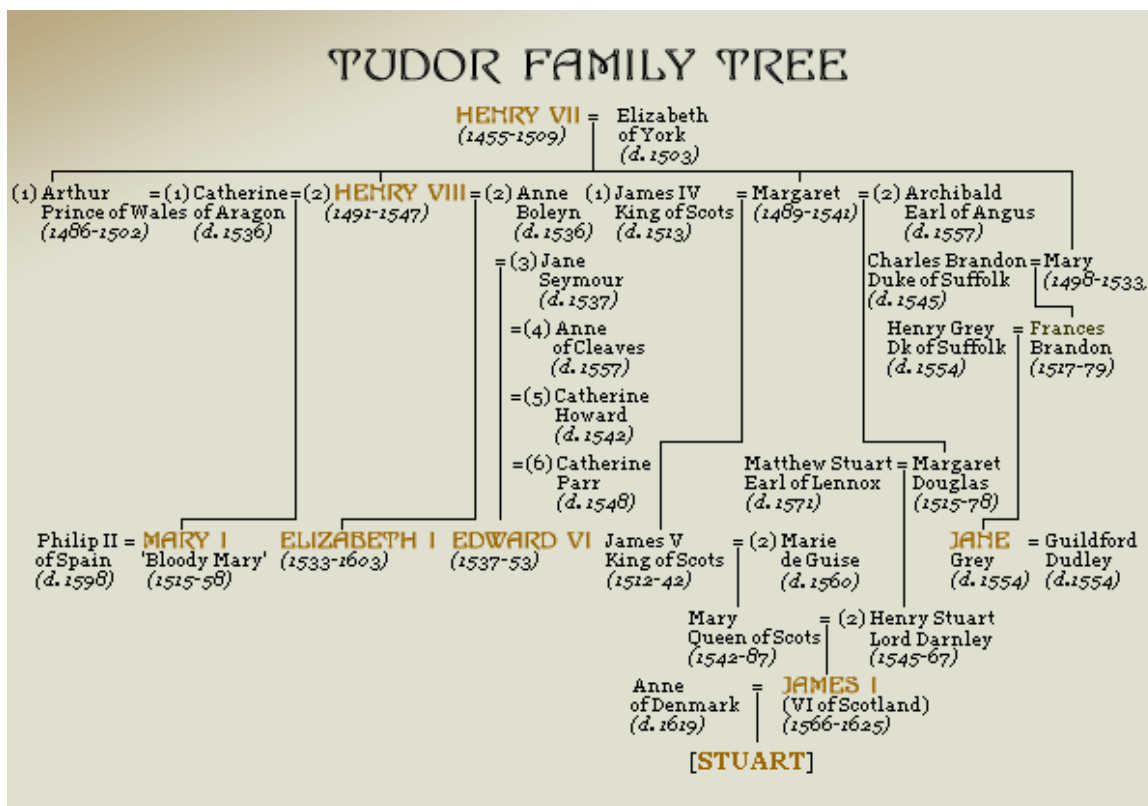 TUDOR FAMILY TREE
HENRY VII = Elizabeth
(1455-1509) of York
(d. 1503)
(1) Arthur = (1) Catherine = (2) HENRY VIII = (2) Anne (1) James IV = Margaret = (2) Archibald
Prince of Wales of Aragon (1491-1547) Boleyn King of Scots (1489-1541) Earl of Angus
(1486-1502) (d. 1536) (d. 1536) (d. 1513) (d. 1557)
= (3) Jane Charles Brandon = Mary
Seymour Duke of Suffolk (1498-1533,
(d. 1537) (d. 1545)
= (4) Anne Henry Grey = Frances
of Cleaves Dk of Suffolk Brandon
(d. 1557) (d. 1554) (1517-79)
= (5) Catherine
Howard
(d. 1542)
= (6) Catherine Matthew Stuart = Margaret
Parr Earl of Lennox Douglas
(d. 1548) (d. 1571) (1515-78)
Philip II = MARY I ELIZABETH I EDWARD VI James V = (2) Marie JANE = Guildford
of Spain 'Bloody Mary' (1533-1603) (1537-53) King of Scots de Guise Grey Dudley
(d. 1598) (1515-58) (1512-42) (d. 1560) (d. 1554) (d.1554)
Mary = (2) Henry Stuart
Queen of Scots Lord Darnley
(1542-87) (1545-67)
Anne = JAMES I
of Denmark (VI of Scotland)
(d. 1619) (1566-1625)
[STUART]